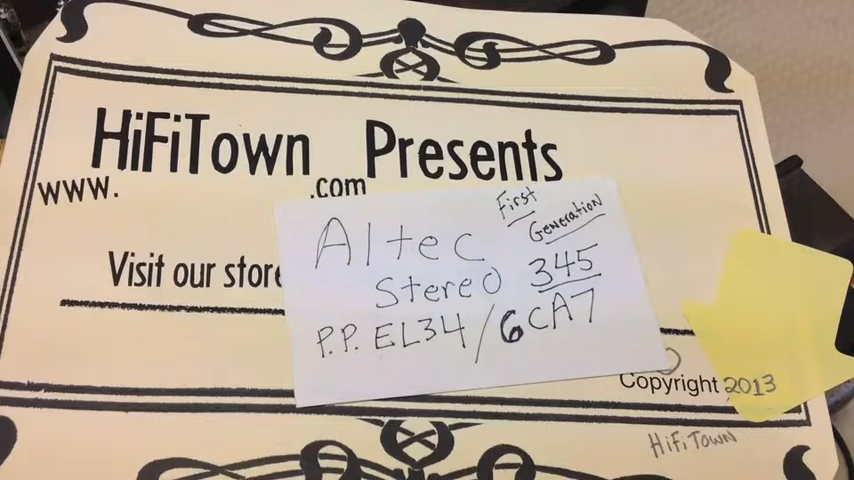 HiFiTown Presents
www. .com
Visit our store
Altec First
Generation
Stereo 345
P.P. EL34/6CA7
Copyright 2013
HiFiTown